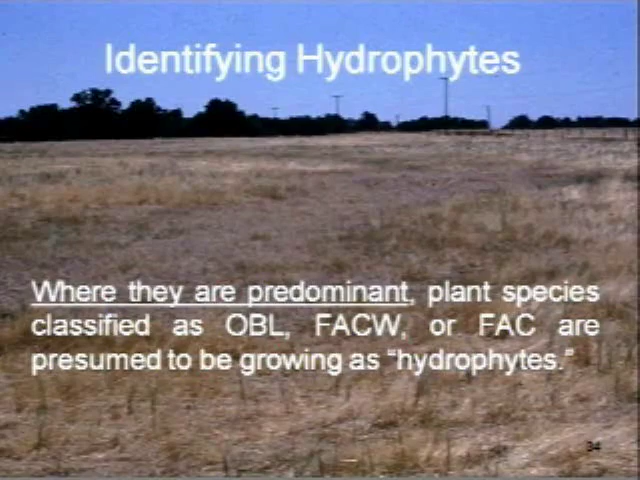 Identifying Hydrophytes
Where they are predominant, plant species
classified as OBL, FACW, or FAC are
presumed to be growing as “hydrophytes.”
34